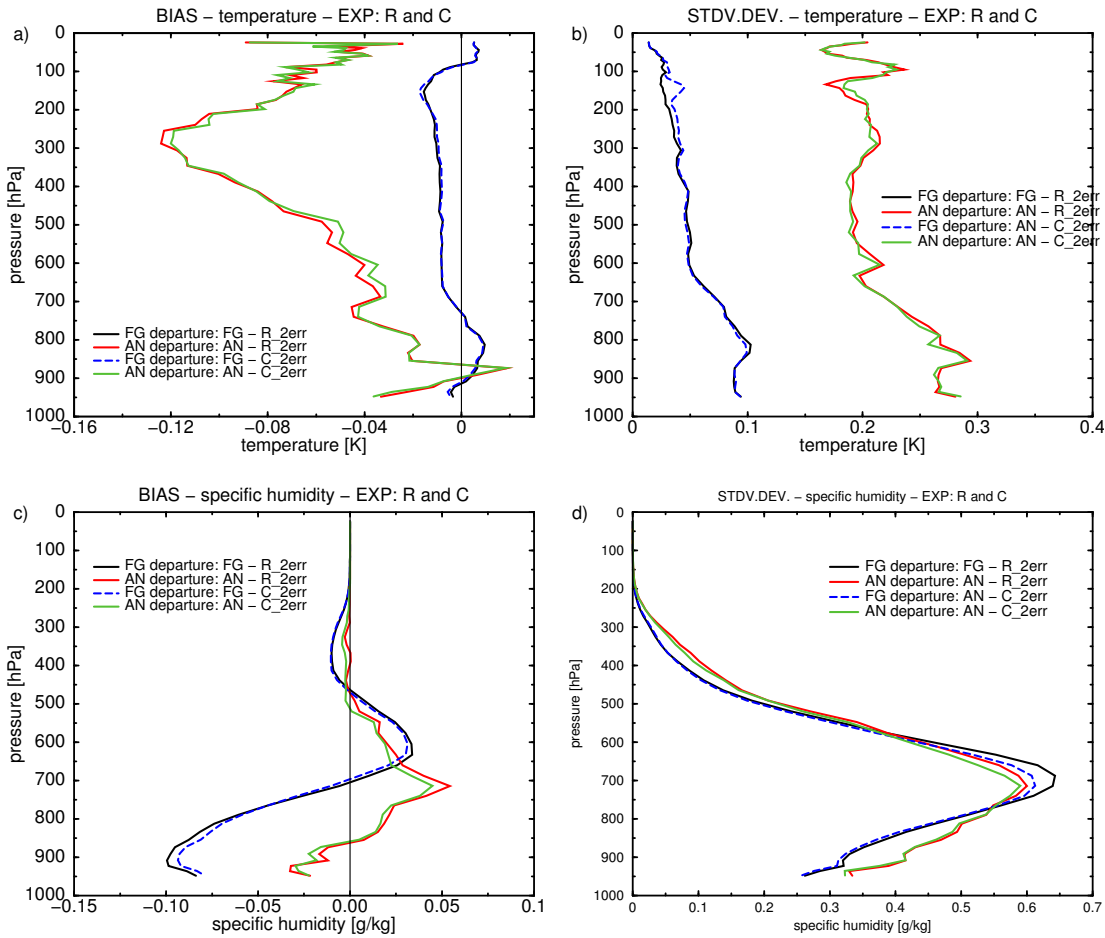 BIAS − temperature − EXP: R and C
a)
0
100
200
300
400
500
600
700
800
900
1000
pressure [hPa]
FG departure: FG − R_2err
AN departure: AN − R_2err
FG departure: FG − C_2err
AN departure: AN − C_2err
−0.16 −0.12 −0.08 −0.04 0
temperature [K]
STDV.DEV. − temperature − EXP: R and C
b)
0
100
200
300
400
500
600
700
800
900
1000
pressure [hPa]
FG departure: FG − R_2err
AN departure: AN − R_2err
FG departure: AN − C_2err
AN departure: AN − C_2err
0 0.1 0.2 0.3 0.4
temperature [K]
BIAS − specific humidity − EXP: R and C
c)
0
100
200
300
400
500
600
700
800
900
1000
pressure [hPa]
FG departure: FG − R_2err
AN departure: AN − R_2err
FG departure: FG − C_2err
AN departure: AN − C_2err
−0.15 −0.10 −0.05 0.00 0.05 0.1
specific humidity [g/kg]
STDV.DEV. − specific humidity − EXP: R and C
d)
0
100
200
300
400
500
600
700
800
900
1000
pressure [hPa]
FG departure: FG − R_2err
AN departure: AN − R_2err
FG departure: AN − C_2err
AN departure: AN − C_2err
0 0.1 0.2 0.3 0.4 0.5 0.6 0.7
specific humidity [g/kg]